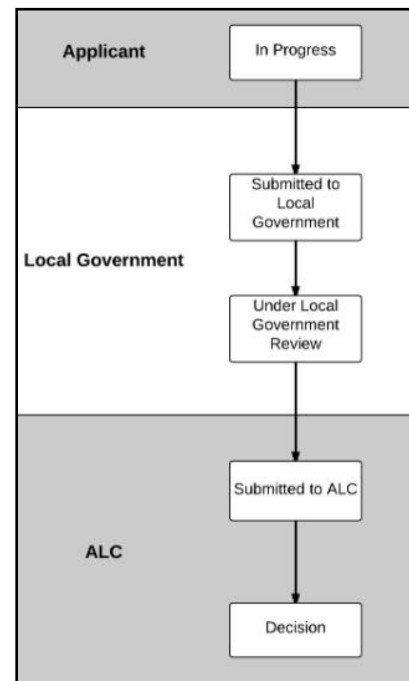 Applicant
In Progress
Submitted to
Local
Government
Local Government
Under Local
Government
Review
Submitted to ALC
ALC
Decision